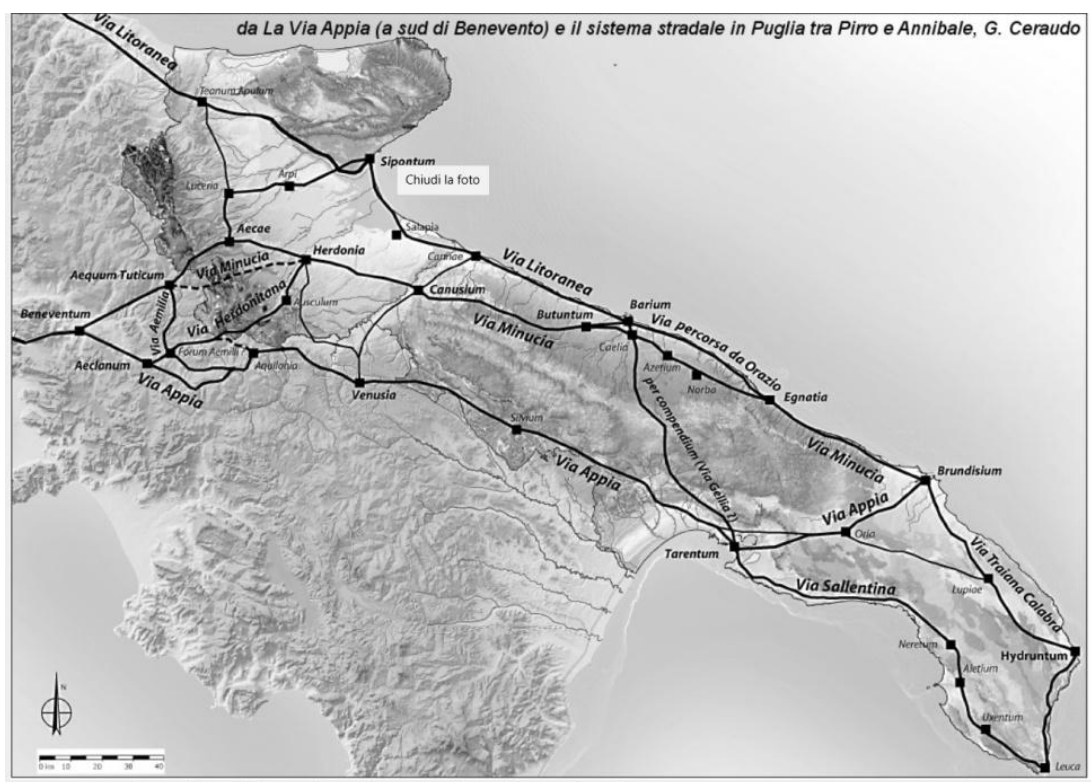 da La Via Appia (a sud di Benevento) e il sistema stradale in Puglia tra Pirro e Annibale, G. Ceraudo
Via Litoranea
Teanum Apulum
Sipontum
Chiudi la foto
Arpi
Luceria
Salapia
Aecae
Herdonia
Cannae
Via Litoranea
Via Minucia
Aequum Tuticum
Canusium
Via Herdonitana
Ausculum
Beneventum
Via Aemilia
Barium
Butuntum
Via Minucia
Via percorsa da Orazio
Caelia
Azetium
Forum Aemilii ?
Aquilonia
Aeclanum
Via Appia
Venusia
Norba
Egnatia
per compendium (Via Gellia ?)
Silvium
Via Appia
Via Minucia
Brundisium
Via Appia
Oria
Tarentum
Via Sallentina
Lupiae
Via Traiana Calabra
Neretum
Hydruntum
Aletium
Uxentum
Leuca
N
0 km 10 20 30 40